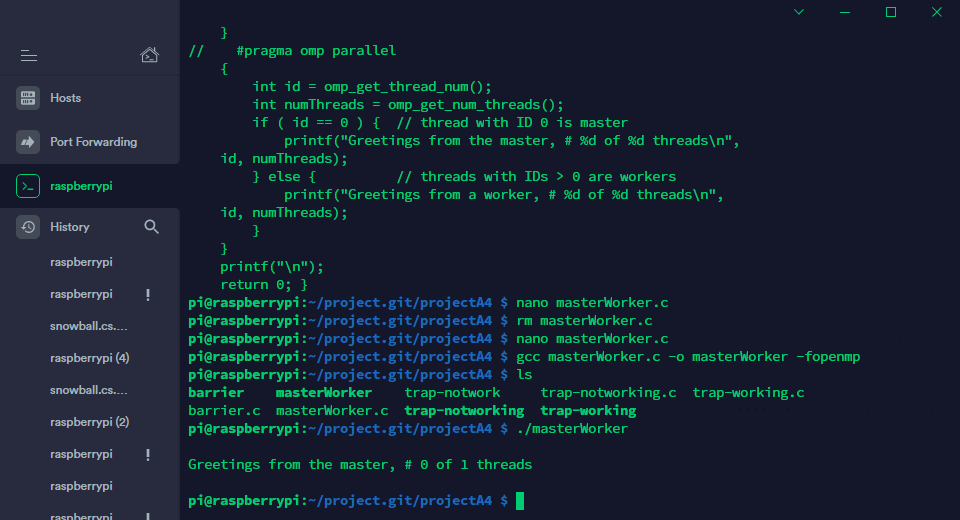 Hosts
Port Forwarding
raspberrypi
History
raspberrypi
raspberrypi !
snowball.cs....
raspberrypi (4)
snowball.cs....
raspberrypi (2)
raspberrypi !
raspberrypi
raspberrypi !
    }
//    #pragma omp parallel
    {
        int id = omp_get_thread_num();
        int numThreads = omp_get_num_threads();
        if ( id == 0 ) {  // thread with ID 0 is master
            printf("Greetings from the master, # %d of %d threads\n",
    id, numThreads);
        } else {          // threads with IDs > 0 are workers
            printf("Greetings from a worker, # %d of %d threads\n",
    id, numThreads);
        }
    }
    printf("\n");
    return 0; }
pi@raspberrypi:~/project.git/projectA4 $ nano masterWorker.c
pi@raspberrypi:~/project.git/projectA4 $ rm masterWorker.c
pi@raspberrypi:~/project.git/projectA4 $ nano masterWorker.c
pi@raspberrypi:~/project.git/projectA4 $ gcc masterWorker.c -o masterWorker -fopenmp
pi@raspberrypi:~/project.git/projectA4 $ ls
barrier    masterWorker    trap-notwork     trap-notworking.c  trap-working.c
barrier.c  masterWorker.c  trap-notworking  trap-working
pi@raspberrypi:~/project.git/projectA4 $ ./masterWorker
Greetings from the master, # 0 of 1 threads
pi@raspberrypi:~/project.git/projectA4 $